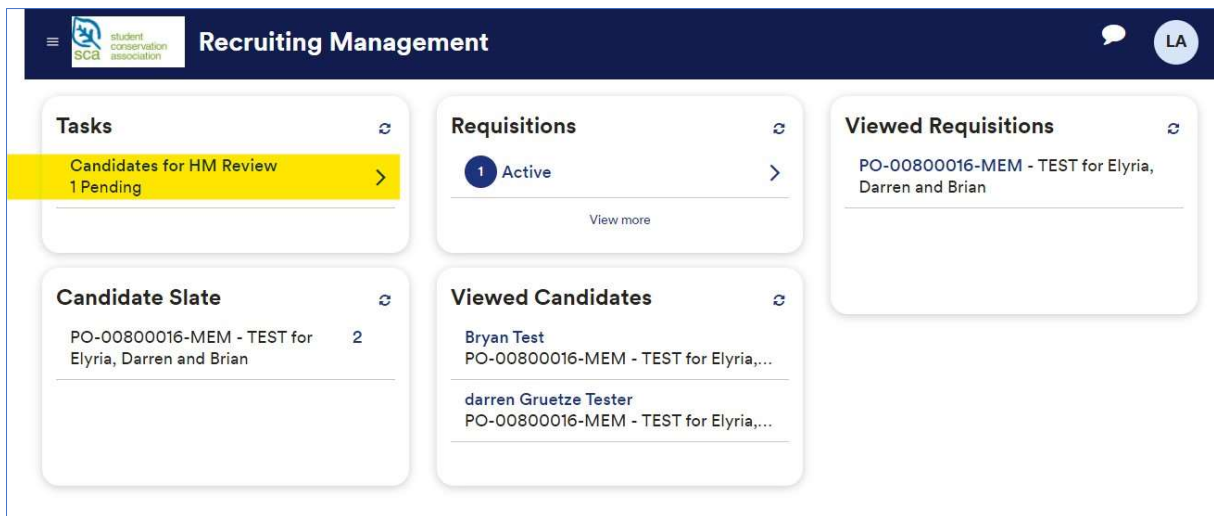 student
conservation
association
sca
Recruiting Management
LA
Tasks
Candidates for HM Review
1 Pending
Requisitions
1 Active
View more
Viewed Requisitions
PO-00800016-MEM - TEST for Elyria,
Darren and Brian
Candidate Slate
PO-00800016-MEM - TEST for 2
Elyria, Darren and Brian
Viewed Candidates
Bryan Test
PO-00800016-MEM - TEST for Elyria,...
darren Gruetze Tester
PO-00800016-MEM - TEST for Elyria,...